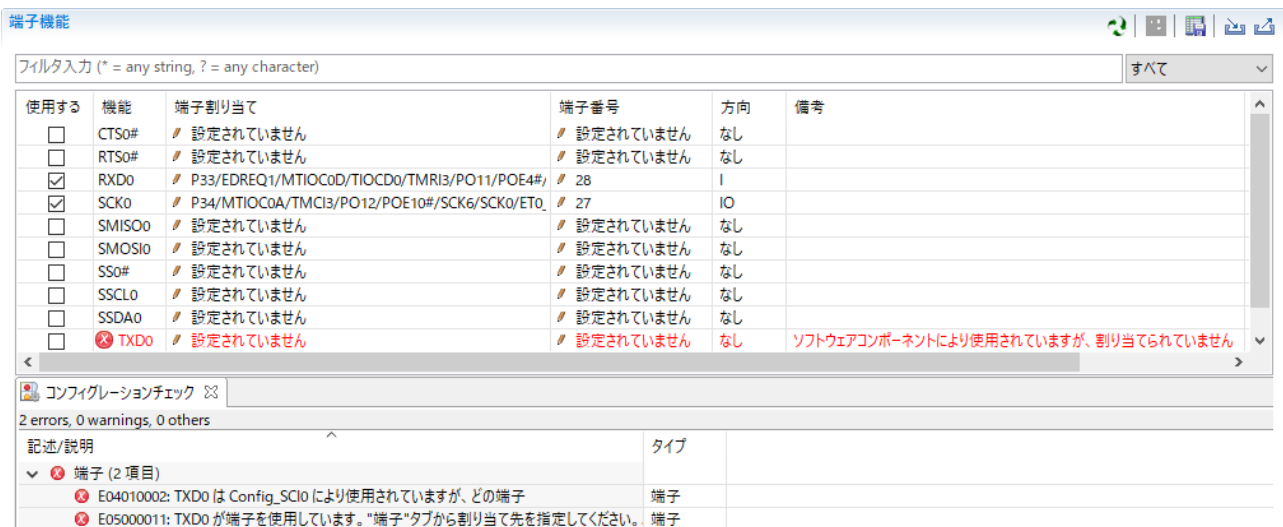 端子機能
フィルタ入力 (* = any string, ? = any character)
すべて
使用する 機能 端子割り当て 端子番号 方向 備考
CTS0# 設定されていません 設定されていません なし
RTS0# 設定されていません 設定されていません なし
RXD0 P33/EDREQ1/MTIOC0D/TIOCD0/TMRI3/PO11/POE4#/ 28 I
SCK0 P34/MTIOC0A/TMCI3/PO12/POE10#/SCK6/SCK0/ET0_ 27 IO
SMISO0 設定されていません 設定されていません なし
SMOSI0 設定されていません 設定されていません なし
SS0# 設定されていません 設定されていません なし
SSCL0 設定されていません 設定されていません なし
SSDA0 設定されていません 設定されていません なし
TXD0 設定されていません 設定されていません なし ソフトウェアコンポーネントにより使用されていますが、割り当てられていません
コンフィグレーションチェック
2 errors, 0 warnings, 0 others
記述/説明 タイプ
端子 (2 項目)
E04010002: TXD0 は Config_SCI0 により使用されていますが、どの端子 端子
E05000011: TXD0 が端子を使用しています。"端子"タブから割り当て先を指定してください。 端子